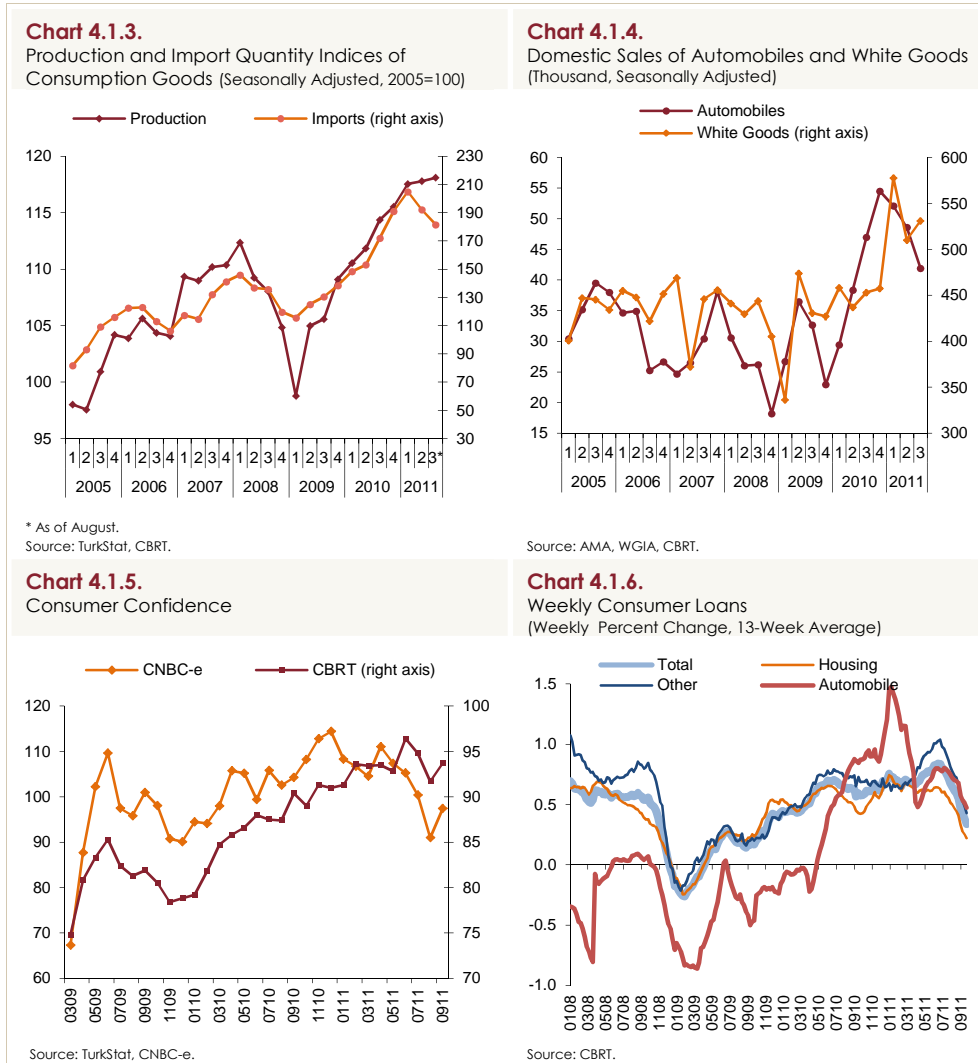 Chart 4.1.3.
Production and Import Quantity Indices of
Consumption Goods (Seasonally Adjusted, 2005=100)
Production Imports (right axis)
120 230
210
115 190
170
110 150
130
105 110
90
100 70
50
95 30
1 2 3 4 1 2 3 4 1 2 3 4 1 2 3 4 1 2 3 4 1 2 3 4 1 2 3*
2005 2006 2007 2008 2009 2010 2011
* As of August.
Source: TurkStat, CBRT.
Chart 4.1.4.
Domestic Sales of Automobiles and White Goods
(Thousand, Seasonally Adjusted)
Automobiles
White Goods (right axis)
60 600
55
50 550
45 500
40
35 450
30 400
25
20 350
15 300
1 2 3 4 1 2 3 4 1 2 3 4 1 2 3 4 1 2 3 4 1 2 3 4 1 2 3
2005 2006 2007 2008 2009 2010 2011
Source: AMA, WGIA, CBRT.
Chart 4.1.5.
Consumer Confidence
CNBC-e CBRT (right axis)
120 100
110 95
100 90
90 85
80 80
70 75
60 70
0309 0509 0709 0909 1109 0110 0310 0510 0710 0910 1110 0111 0311 0511 0711 0911
Source: TurkStat, CNBC-e.
Chart 4.1.6.
Weekly Consumer Loans
(Weekly Percent Change, 13-Week Average)
Total Housing
Other Automobile
1.5
1.0
0.5
0.0
-0.5
-1.0
0108 0308 0508 0708 0908 1108 0109 0309 0509 0709 0909 1109 0110 0310 0510 0710 0910 1110 0111 0311 0511 0711 0911
Source: CBRT.